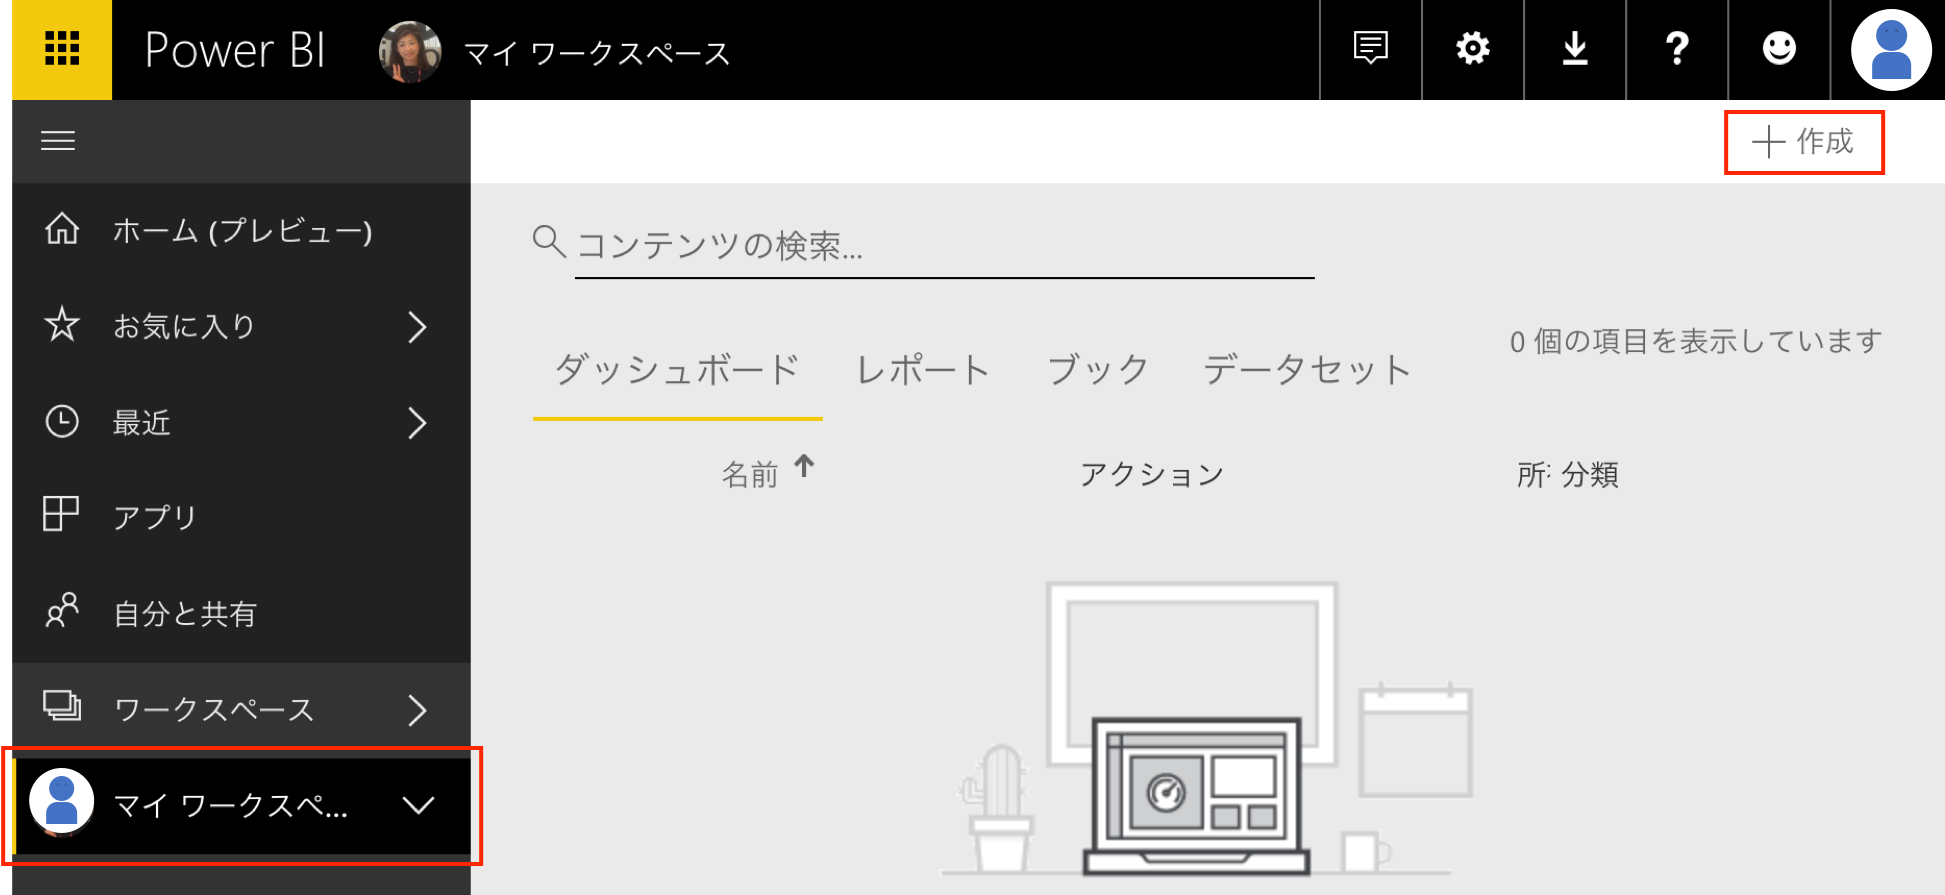 Power BI マイ ワークスペース
作成
ホーム (プレビュー)
お気に入り
最近
アプリ
自分と共有
ワークスペース
マイ ワークスペ...
コンテンツの検索...
0 個の項目を表示しています
ダッシュボード レポート ブック データセット
名前 アクション 所: 分類